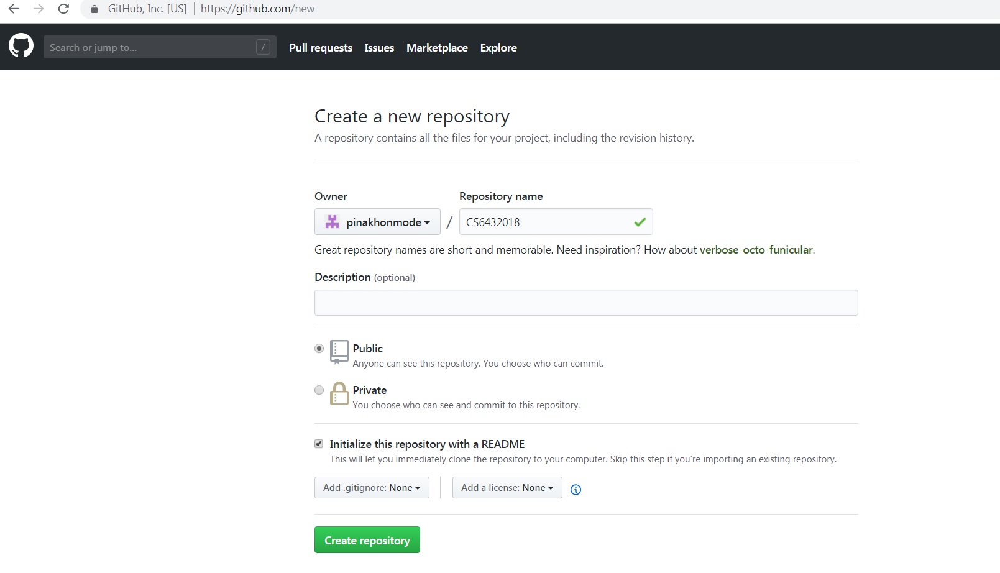 GitHub, Inc. [US] | https://github.com/new
Search or jump to... /
Pull requests Issues Marketplace Explore
Create a new repository
A repository contains all the files for your project, including the revision history.
Owner Repository name
pinakhonmode / CS6432018
Great repository names are short and memorable. Need inspiration? How about verbose-octo-funicular.
Description (optional)
Public
Anyone can see this repository. You choose who can commit.
Private
You choose who can see and commit to this repository.
Initialize this repository with a README
This will let you immediately clone the repository to your computer. Skip this step if you’re importing an existing repository.
Add .gitignore: None Add a license: None
Create repository